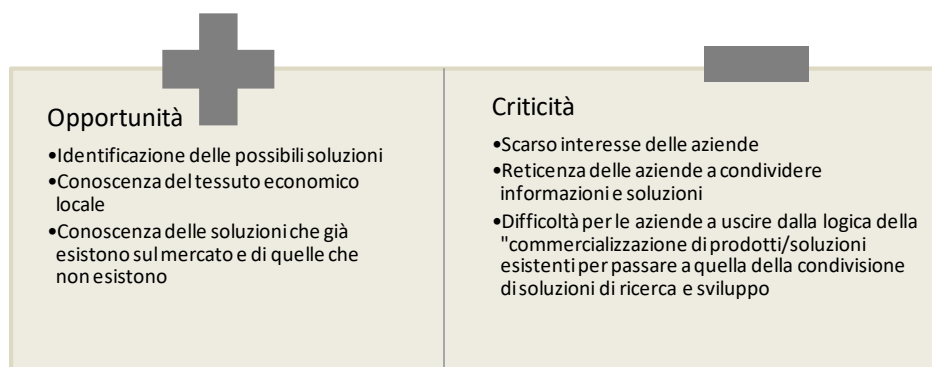 Opportunità
•Identificazione delle possibili soluzioni
•Conoscenza del tessuto economico
locale
•Conoscenza delle soluzioni che già
esistono sul mercato e di quelle che
non esistono
Criticità
•Scarso interesse delle aziende
•Reticenza delle aziende a condividere
informazioni e soluzioni
•Difficoltà per le aziende a uscire dalla logica della
"commercializzazione di prodotti/soluzioni
esistenti per passare a quella della condivisione
di soluzioni di ricerca e sviluppo